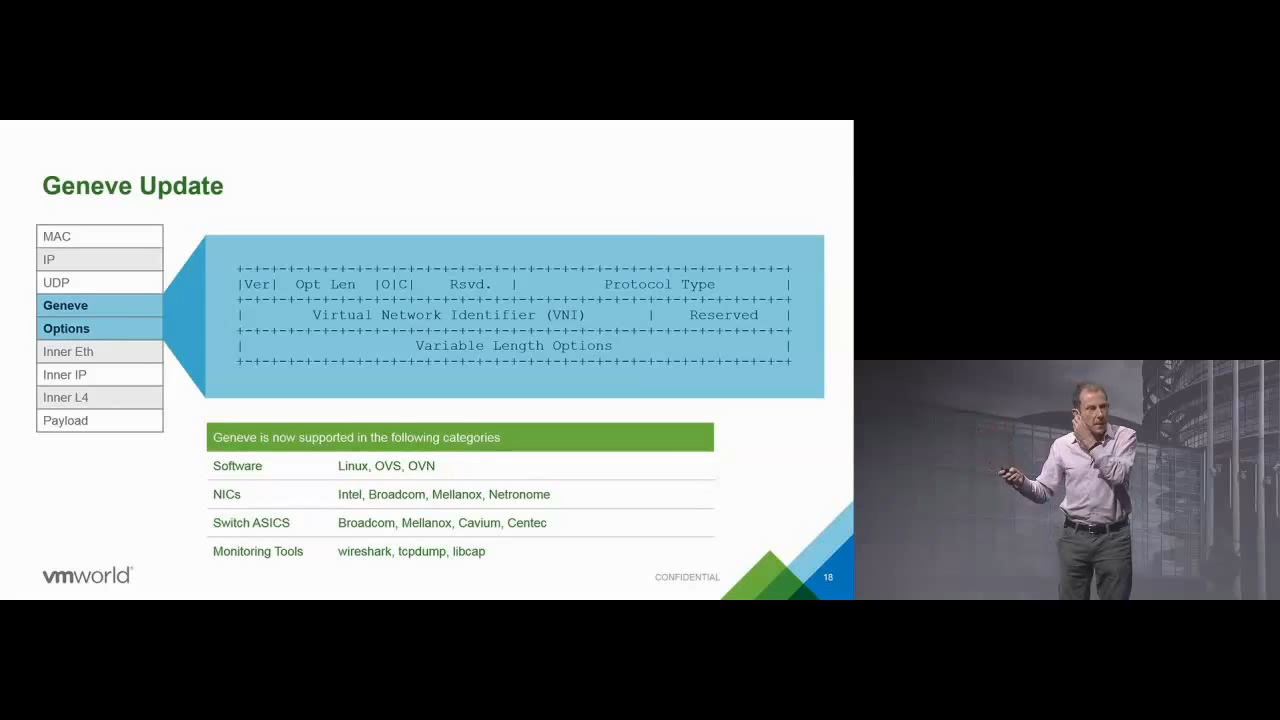 Geneve Update
MAC
IP
UDP
Geneve
Options
Inner Eth
Inner IP
Inner L4
Payload
+-+-+-+-+-+-+-+-+-+-+-+-+-+-+-+-+-+-+-+-+-+-+-+-+-+-+-+-+-+-+-+-+
|Ver|  Opt Len  |O|C|    Rsvd.  |          Protocol Type        |
+-+-+-+-+-+-+-+-+-+-+-+-+-+-+-+-+-+-+-+-+-+-+-+-+-+-+-+-+-+-+-+-+
|        Virtual Network Identifier (VNI)       |    Reserved   |
+-+-+-+-+-+-+-+-+-+-+-+-+-+-+-+-+-+-+-+-+-+-+-+-+-+-+-+-+-+-+-+-+
|                    Variable Length Options                    |
+-+-+-+-+-+-+-+-+-+-+-+-+-+-+-+-+-+-+-+-+-+-+-+-+-+-+-+-+-+-+-+-+
Geneve is now supported in the following categories
Software Linux, OVS, OVN
NICs Intel, Broadcom, Mellanox, Netronome
Switch ASICS Broadcom, Mellanox, Cavium, Centec
Monitoring Tools wireshark, tcpdump, libcap
vmworld®
CONFIDENTIAL
18